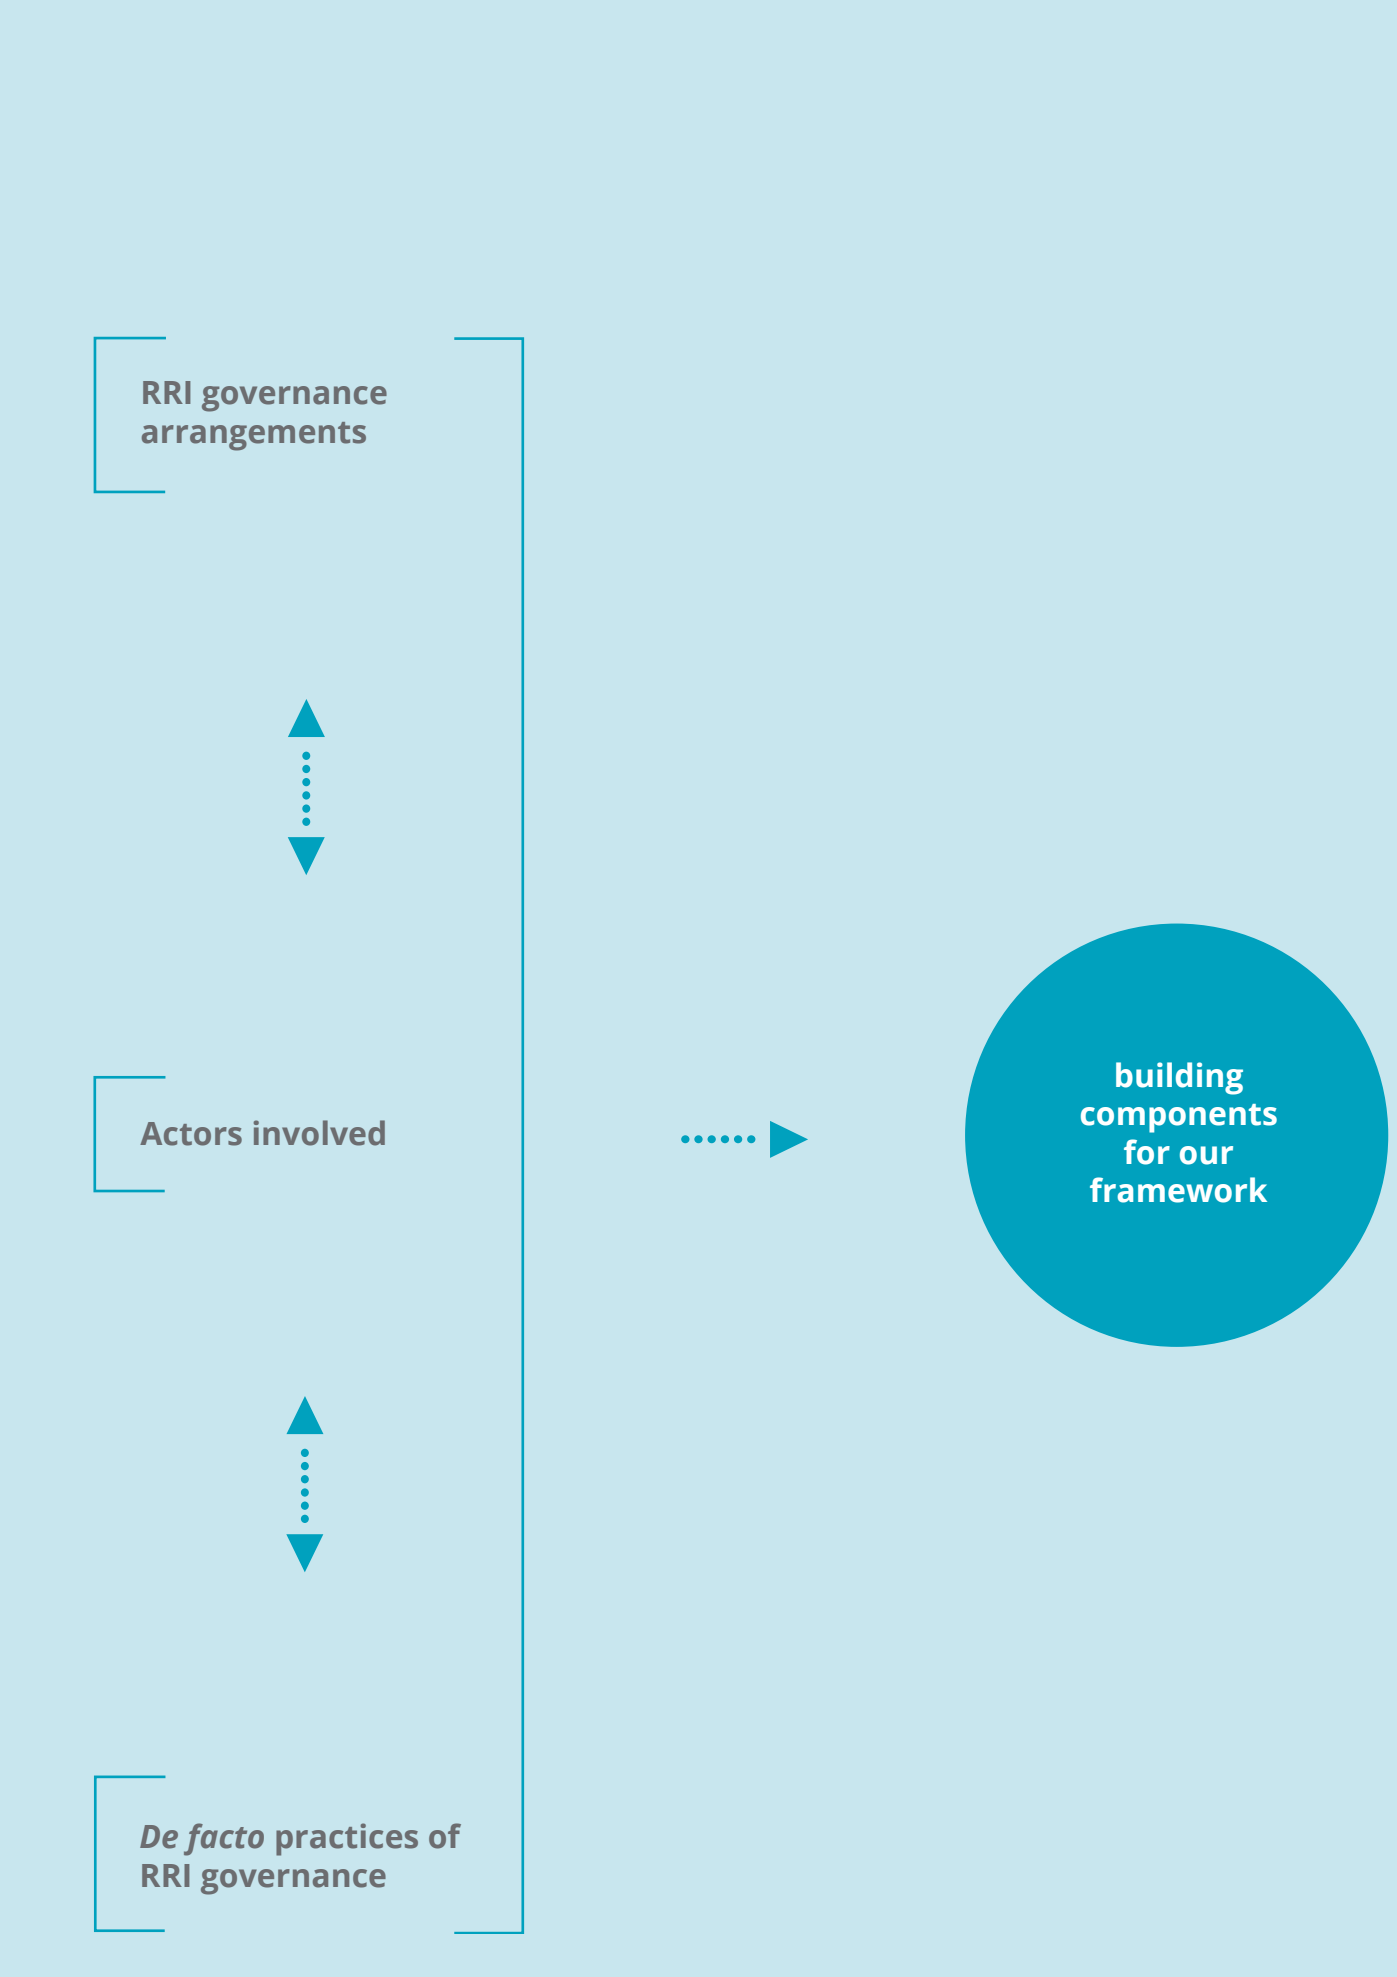 RRI governance
arrangements
Actors involved
building
components
for our
framework
De facto practices of
RRI governance